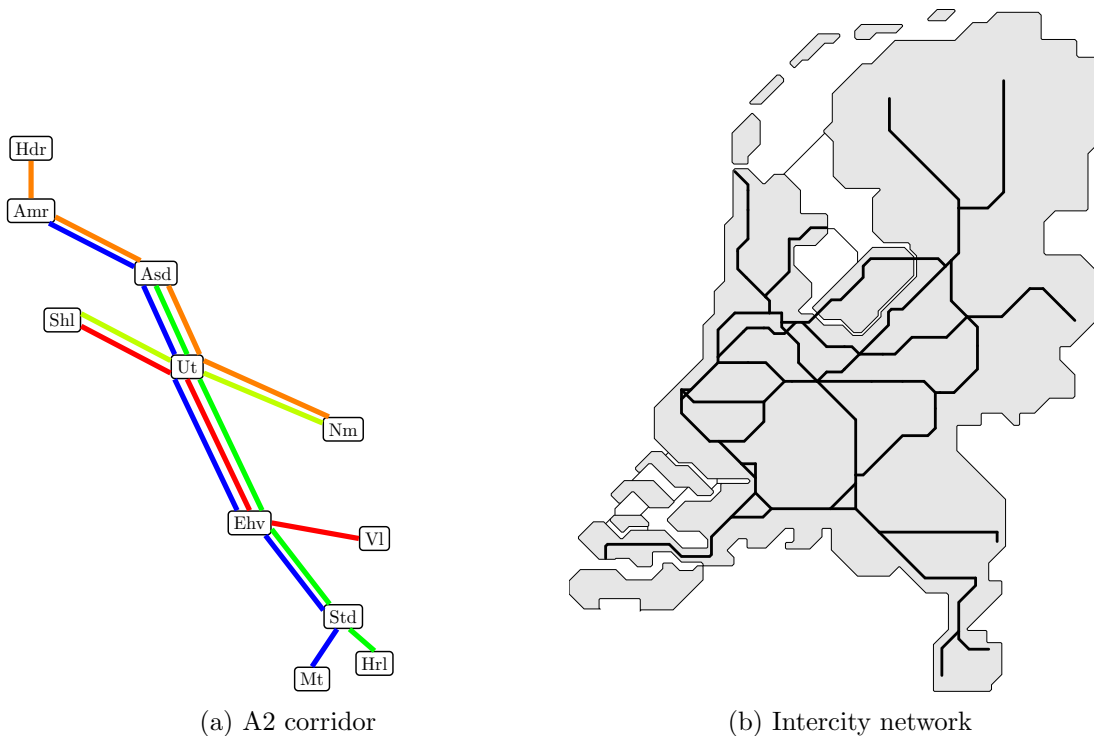 Hdr
Amr
Asd
Shl
Ut
Nm
Ehv
Vl
Std
Hrl
Mt
(a) A2 corridor
(b) Intercity network